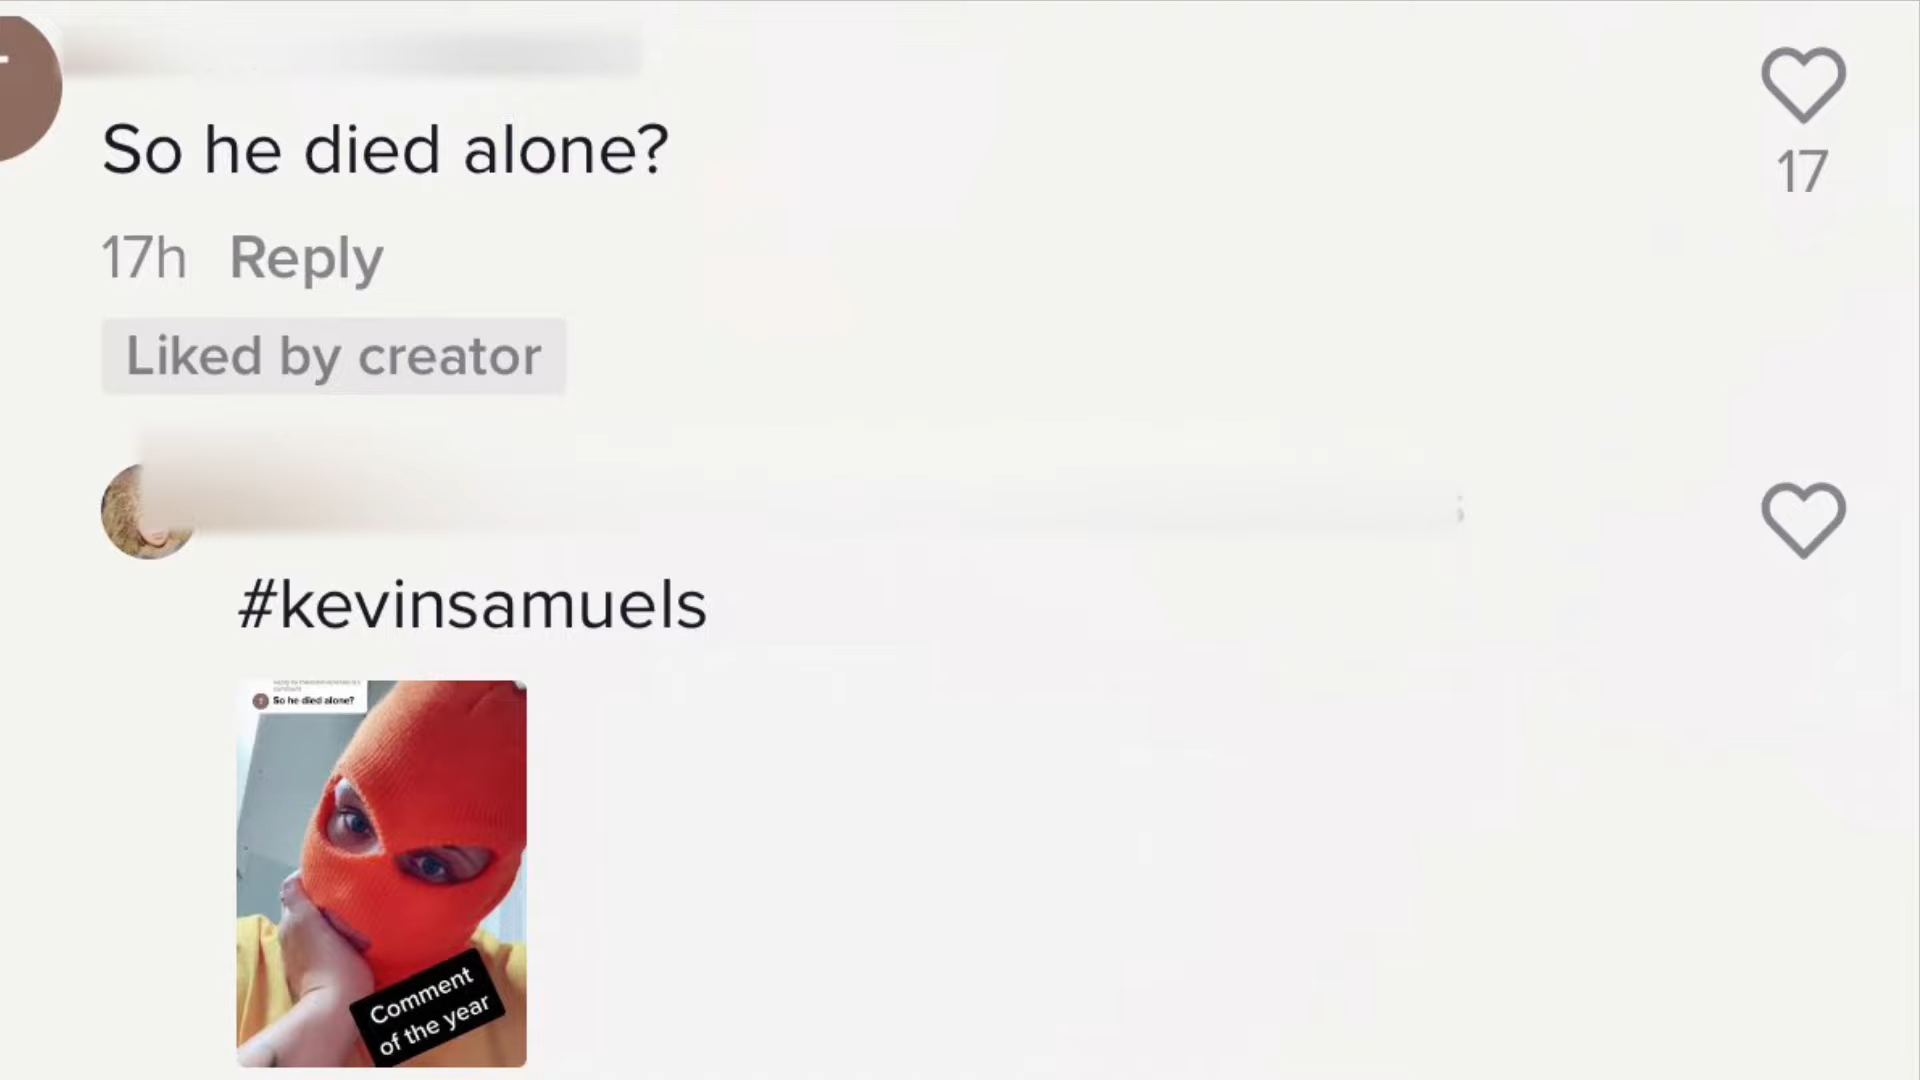 So he died alone?
17
17h Reply
Liked by creator
#kevinsamuels
So he died alone?
Comment
of the year